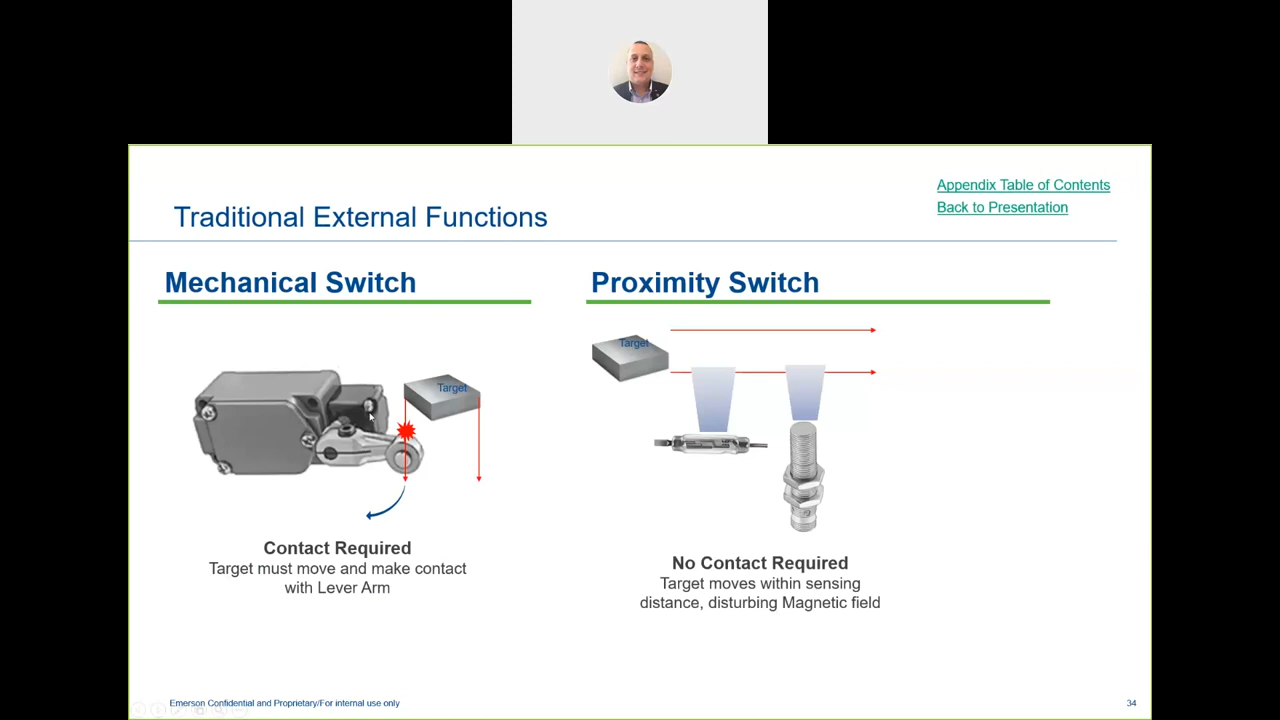 Appendix Table of Contents
Back to Presentation
Traditional External Functions
Mechanical Switch
Target
Contact Required
Target must move and make contact
with Lever Arm
Proximity Switch
Target
No Contact Required
Target moves within sensing
distance, disturbing Magnetic field
Emerson Confidential and Proprietary/For internal use only
34